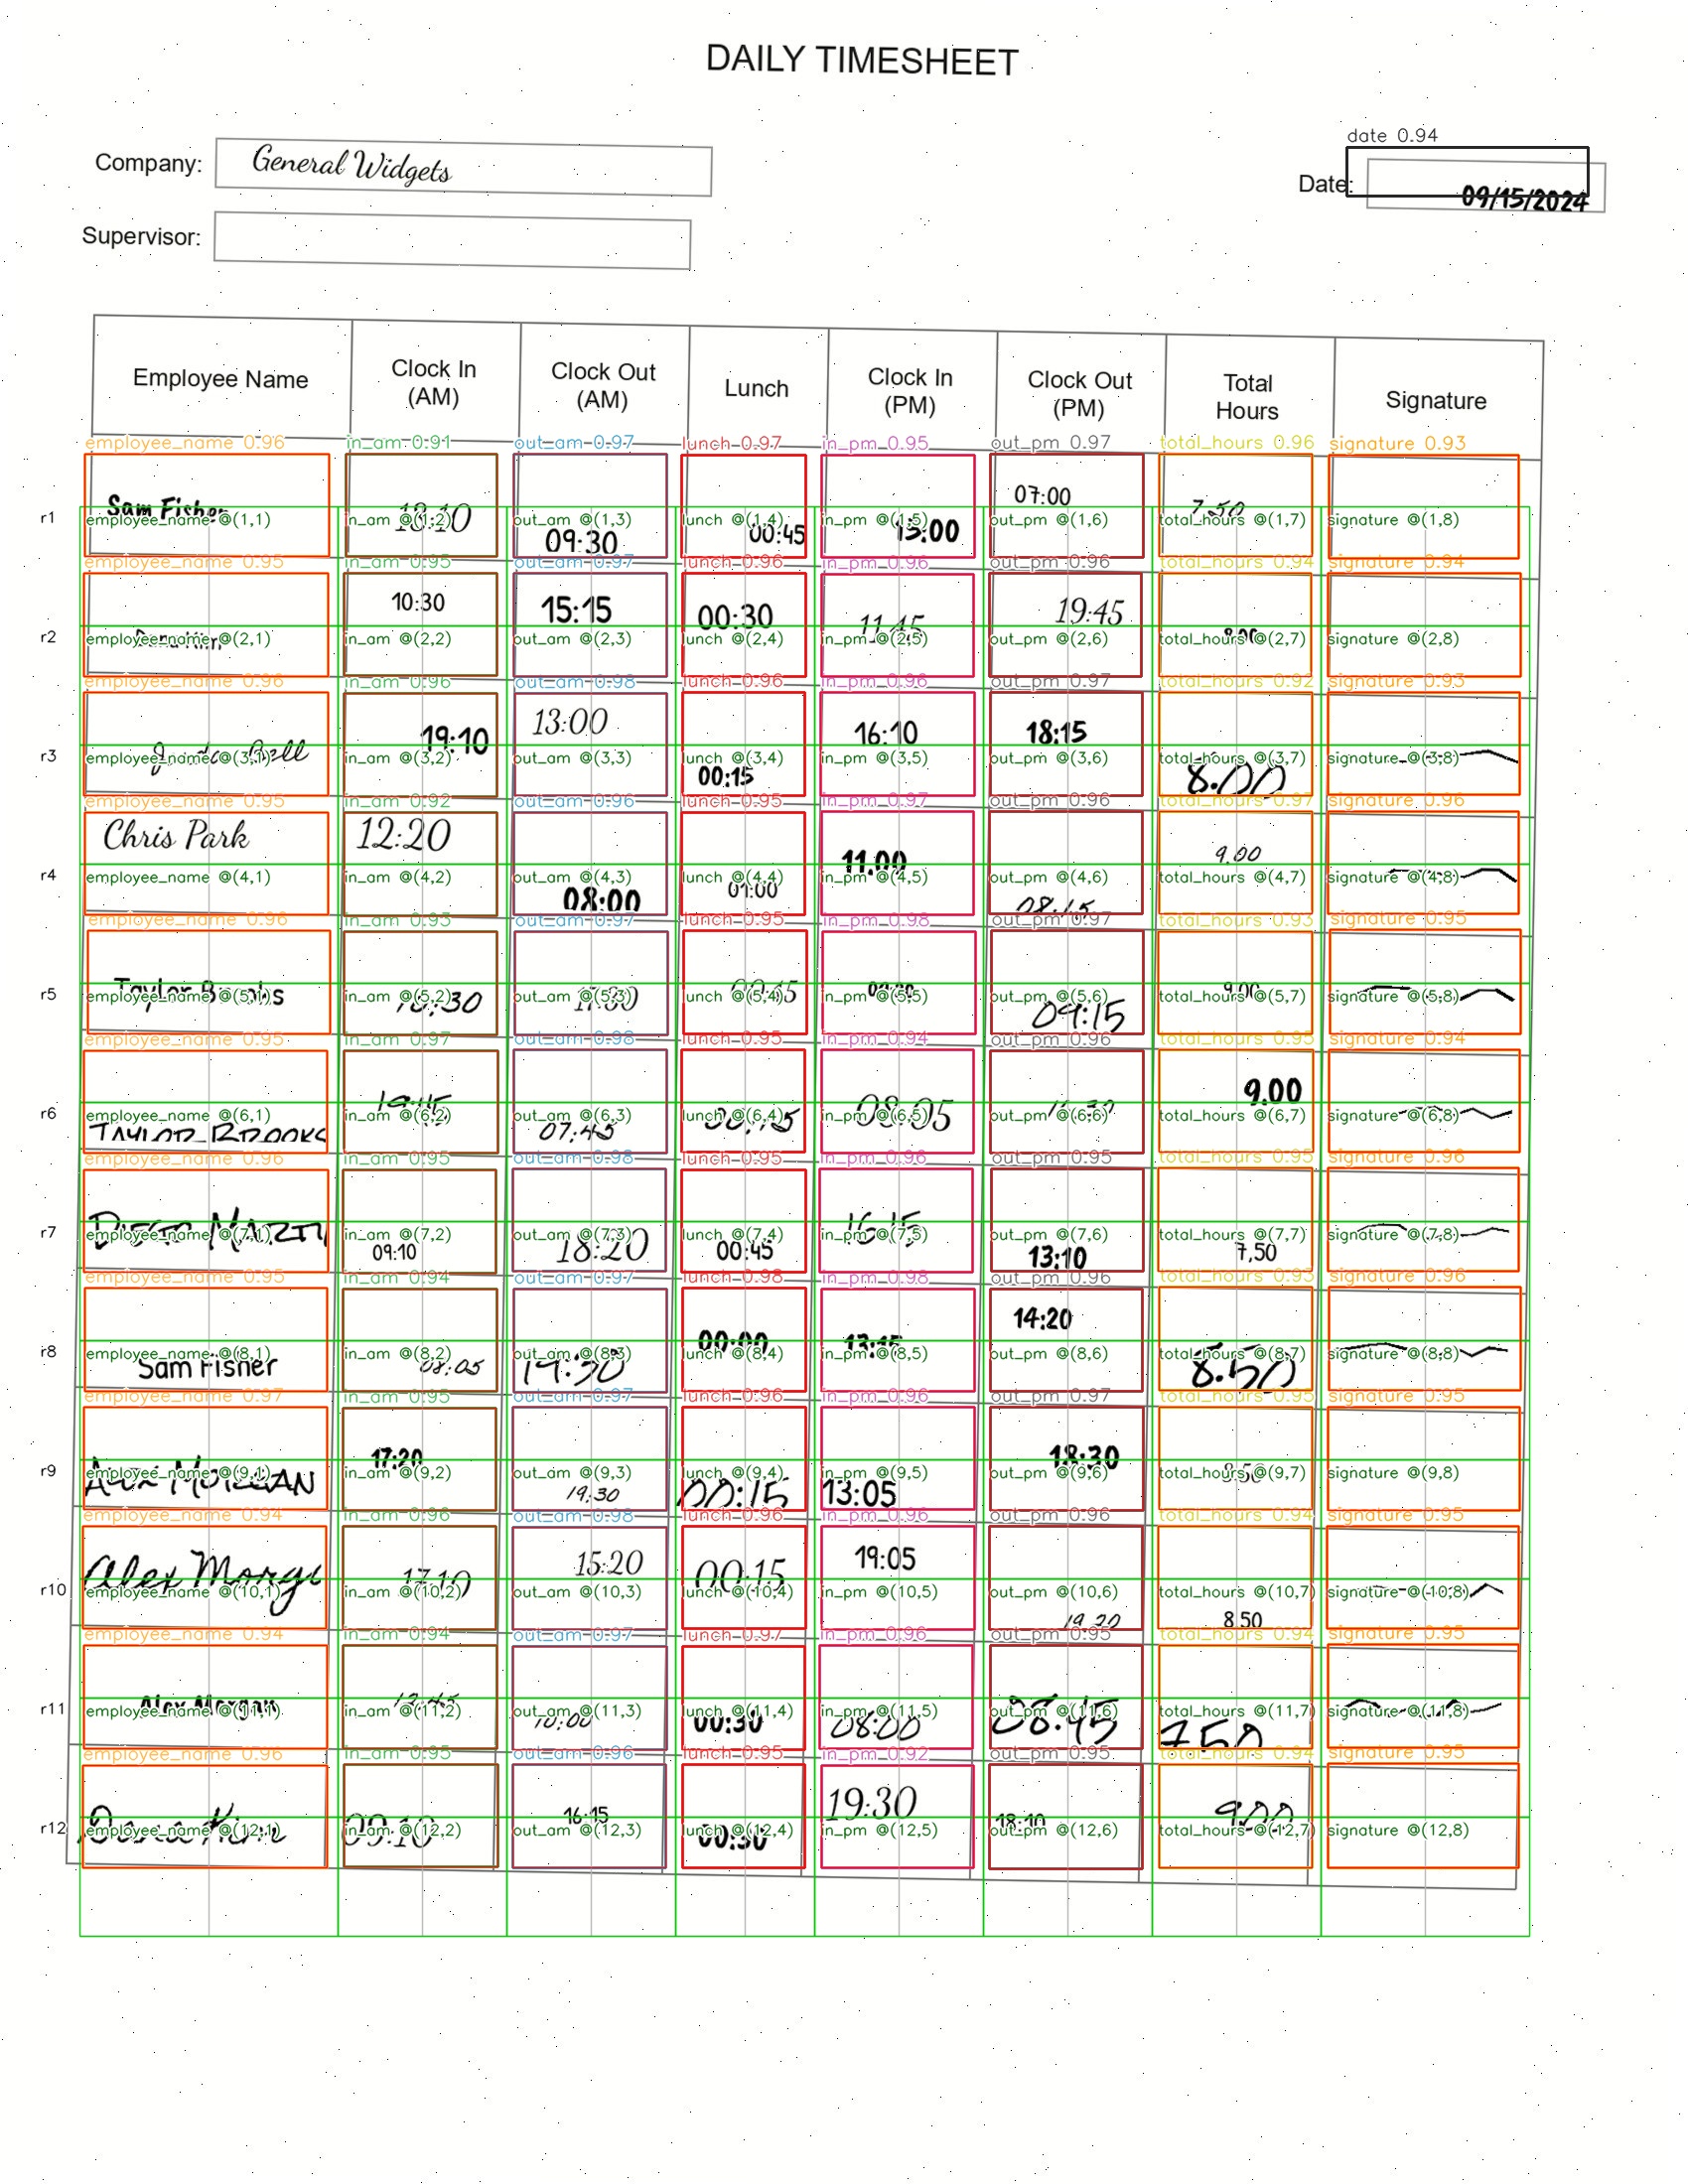 DAILY TIMESHEET
date 0.94
Company: General Widgets
Date: 09/15/2024
Supervisor:
Employee Name Clock In (AM) Clock Out (AM) Lunch Clock In (PM) Clock Out (PM) Total Hours Signature
employee_name 0.96 in_am 0.91 out_am 0.97 lunch 0.97 in_pm 0.95 out_pm 0.97 total_hours 0.96 signature 0.93
r1 Sam Fisher 09:30 00:45 07:00 7.50
employee_name @(1,1) in_am @(1,2) out_am @(1,3) lunch @(1,4) in_pm @(1,5) out_pm @(1,6) total_hours @(1,7) signature @(1,8)
employee_name 0.95 in_am 0.95 out_am 0.97 lunch 0.96 in_pm 0.96 out_pm 0.96 total_hours 0.94 signature 0.94
r2 10:30 15:15 00:30 11:45 19:45
employee_name @(2,1) in_am @(2,2) out_am @(2,3) lunch @(2,4) in_pm @(2,5) out_pm @(2,6) total_hours @(2,7) signature @(2,8)
employee_name 0.96 in_am 0.96 out_am 0.98 lunch 0.96 in_pm 0.96 out_pm 0.97 total_hours 0.92 signature 0.93
r3 Bell 19:10 13:00 00:15 16:10 18:15 8.00
employee_name @(3,1) in_am @(3,2) out_am @(3,3) lunch @(3,4) in_pm @(3,5) out_pm @(3,6) total_hours @(3,7) signature @(3,8)
employee_name 0.95 in_am 0.92 out_am 0.96 lunch 0.95 in_pm 0.97 out_pm 0.96 total_hours 0.97 signature 0.96
r4 Chris Park 12:20 08:00 01:00 11:00 08:15 9.00
employee_name @(4,1) in_am @(4,2) out_am @(4,3) lunch @(4,4) in_pm @(4,5) out_pm @(4,6) total_hours @(4,7) signature @(4,8)
employee_name 0.96 in_am 0.93 out_am 0.97 lunch 0.95 in_pm 0.98 out_pm 0.97 total_hours 0.93 signature 0.95
r5 Taylor Brooks 00:45 09:15 9.00
employee_name @(5,1) in_am @(5,2) out_am @(5,3) lunch @(5,4) in_pm @(5,5) out_pm @(5,6) total_hours @(5,7) signature @(5,8)
employee_name 0.95 in_am 0.97 out_am 0.98 lunch 0.95 in_pm 0.94 out_pm 0.96 total_hours 0.95 signature 0.94
r6 Taylor Brooks 19:45 07:45 08:05 9.00
employee_name @(6,1) in_am @(6,2) out_am @(6,3) lunch @(6,4) in_pm @(6,5) out_pm @(6,6) total_hours @(6,7) signature @(6,8)
employee_name 0.96 in_am 0.95 out_am 0.98 lunch 0.95 in_pm 0.96 out_pm 0.95 total_hours 0.95 signature 0.96
r7 09:10 18:20 00:45 16:15 13:10 7,50
employee_name @(7,1) in_am @(7,2) out_am @(7,3) lunch @(7,4) in_pm @(7,5) out_pm @(7,6) total_hours @(7,7) signature @(7,8)
employee_name 0.95 in_am 0.94 out_am 0.97 lunch 0.98 in_pm 0.98 out_pm 0.96 total_hours 0.93 signature 0.96
r8 Sam Fisher 08:05 00:00 13:15 14:20 8.50
employee_name @(8,1) in_am @(8,2) out_am @(8,3) lunch @(8,4) in_pm @(8,5) out_pm @(8,6) total_hours @(8,7) signature @(8,8)
employee_name 0.97 in_am 0.95 out_am 0.97 lunch 0.96 in_pm 0.96 out_pm 0.97 total_hours 0.95 signature 0.95
r9 Alex Morgan 17:20 19:30 00:15 13:05 18:30 8.50
employee_name @(9,1) in_am @(9,2) out_am @(9,3) lunch @(9,4) in_pm @(9,5) out_pm @(9,6) total_hours @(9,7) signature @(9,8)
employee_name 0.94 in_am 0.96 out_am 0.98 lunch 0.96 in_pm 0.96 out_pm 0.96 total_hours 0.94 signature 0.95
r10 Alex 17:10 15:20 00:15 19:05 19:20 8.50
employee_name @(10,1) in_am @(10,2) out_am @(10,3) lunch @(10,4) in_pm @(10,5) out_pm @(10,6) total_hours @(10,7) signature @(10,8)
employee_name 0.94 in_am 0.94 out_am 0.97 lunch 0.97 in_pm 0.96 out_pm 0.95 total_hours 0.94 signature 0.95
r11 Alex Morgan 10:00 00:30 08:00 08:45
employee_name @(11,1) in_am @(11,2) out_am @(11,3) lunch @(11,4) in_pm @(11,5) out_pm @(11,6) total_hours @(11,7) signature @(11,8)
employee_name 0.96 in_am 0.95 out_am 0.96 lunch 0.95 in_pm 0.92 out_pm 0.95 total_hours 0.94 signature 0.95
r12 Dana Kim 09:10 16:15 00:30 19:30 18:10 9.00
employee_name @(12,1) in_am @(12,2) out_am @(12,3) lunch @(12,4) in_pm @(12,5) out_pm @(12,6) total_hours @(12,7) signature @(12,8)